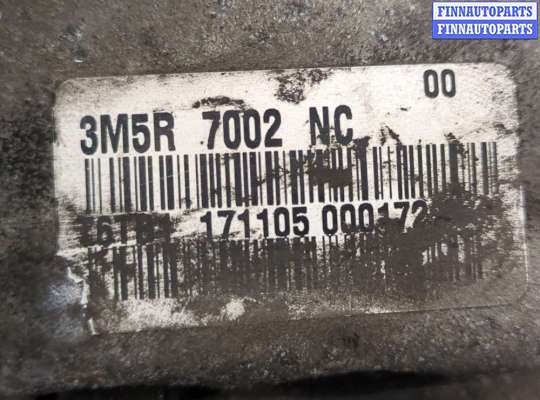 FINNAUTOPARTS
FINNAUTOPARTS
00
3M5R 7002 NC
171105 000172